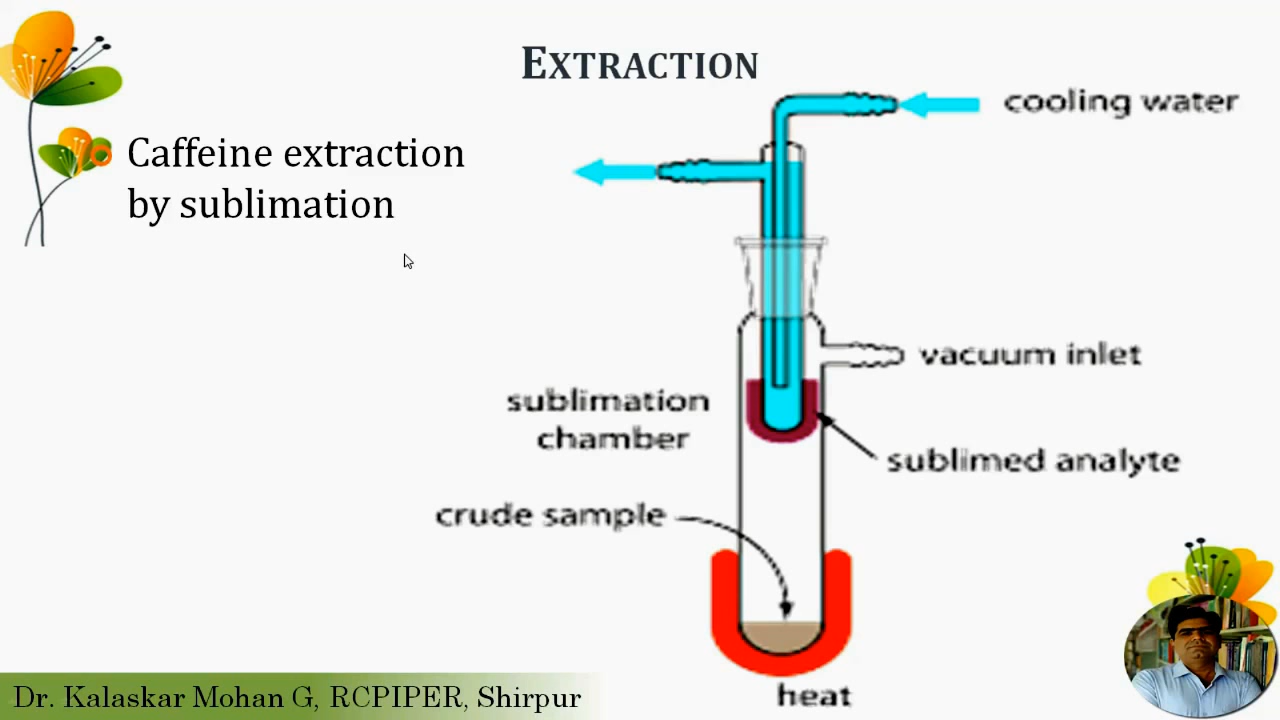 EXTRACTION
Caffeine extraction
by sublimation
cooling water
vacuum inlet
sublimation
chamber
sublimed analyte
crude sample
heat
Dr. Kalaskar Mohan G, RCPIPER, Shirpur